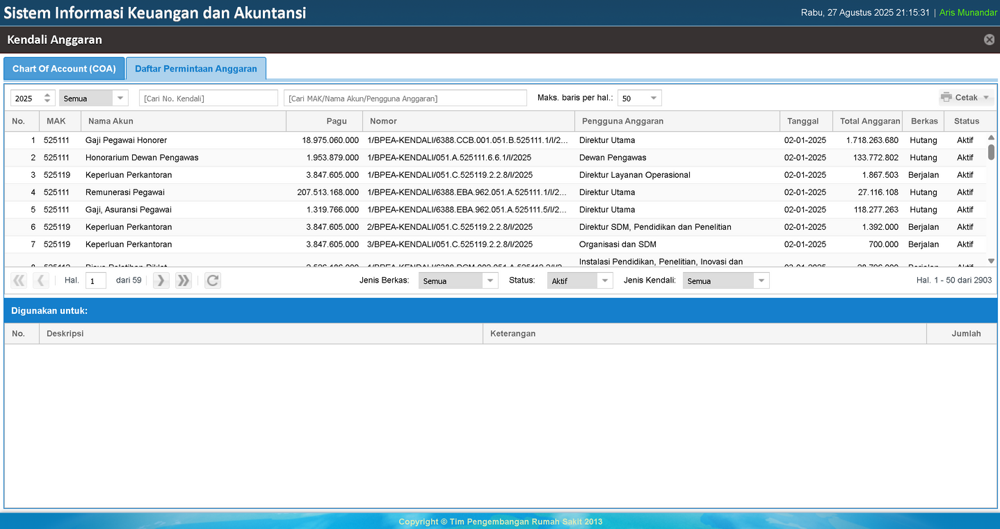 Sistem Informasi Keuangan dan Akuntansi
Rabu, 27 Agustus 2025 21:15:31 | Aris Munandar
Kendali Anggaran
Chart Of Account (COA) Daftar Permintaan Anggaran
2025 Semua [Cari No. Kendali] [Cari MAK/Nama Akun/Pengguna Anggaran] Maks. baris per hal.: 50 Cetak
No. MAK Nama Akun Pagu Nomor Pengguna Anggaran Tanggal Total Anggaran Berkas Status
1 525111 Gaji Pegawai Honorer 18.975.060.000 1/BPEA-KENDALI/6388.CCB.001.051.B.525111.1/I/2... Direktur Utama 02-01-2025 1.718.263.680 Hutang Aktif
2 525111 Honorarium Dewan Pengawas 1.953.879.000 1/BPEA-KENDALI/051.A.525111.6.6.1/I/2025 Dewan Pengawas 02-01-2025 133.772.802 Hutang Aktif
3 525119 Keperluan Perkantoran 3.847.605.000 1/BPEA-KENDALI/051.C.525119.2.2.8/I/2025 Direktur Layanan Operasional 02-01-2025 1.867.503 Berjalan Aktif
4 525111 Remunerasi Pegawai 207.513.168.000 1/BPEA-KENDALI/6388.EBA.962.051.A.525111.1/I/2... Direktur Utama 02-01-2025 27.116.108 Hutang Aktif
5 525111 Gaji, Asuransi Pegawai 1.319.766.000 1/BPEA-KENDALI/6388.EBA.962.051.A.525111.5/I/2... Direktur Utama 02-01-2025 118.277.263 Hutang Aktif
6 525119 Keperluan Perkantoran 3.847.605.000 2/BPEA-KENDALI/051.C.525119.2.2.8/I/2025 Direktur SDM, Pendidikan dan Penelitian 02-01-2025 1.392.000 Berjalan Aktif
7 525119 Keperluan Perkantoran 3.847.605.000 3/BPEA-KENDALI/051.C.525119.2.2.8/I/2025 Organisasi dan SDM 02-01-2025 700.000 Berjalan Aktif
Instalasi Pendidikan, Penelitian, Inovasi dan
Hal. 1 dari 59 Jenis Berkas: Semua Status: Aktif Jenis Kendali: Semua Hal. 1 - 50 dari 2903
Digunakan untuk:
No. Deskripsi Keterangan Jumlah
Copyright © Tim Pengembangan Rumah Sakit 2013